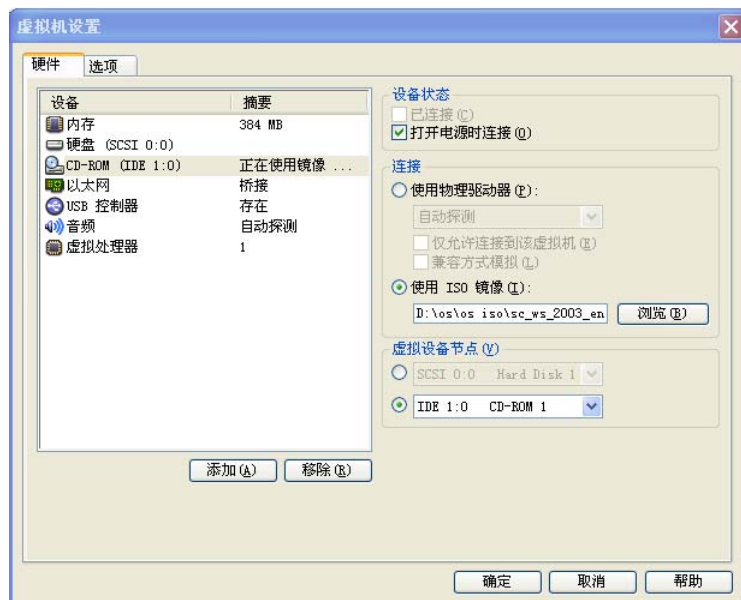 虚拟机设置
硬件 选项
设备 摘要
内存 384 MB
硬盘 (SCSI 0:0)
CD-ROM (IDE 1:0) 正在使用镜像 ...
以太网 桥接
USB 控制器 存在
音频 自动探测
虚拟处理器 1
添加(A) 移除(R)
设备状态
已连接(C)
打开电源时连接(O)
连接
使用物理驱动器(P):
自动探测
仅允许连接到该虚拟机(E)
兼容方式模拟(L)
使用 ISO 镜像(I):
D:\os\os iso\sc_ws_2003_en 浏览(B)
虚拟设备节点(V)
SCSI 0:0 Hard Disk 1
IDE 1:0 CD-ROM 1
确定 取消 帮助